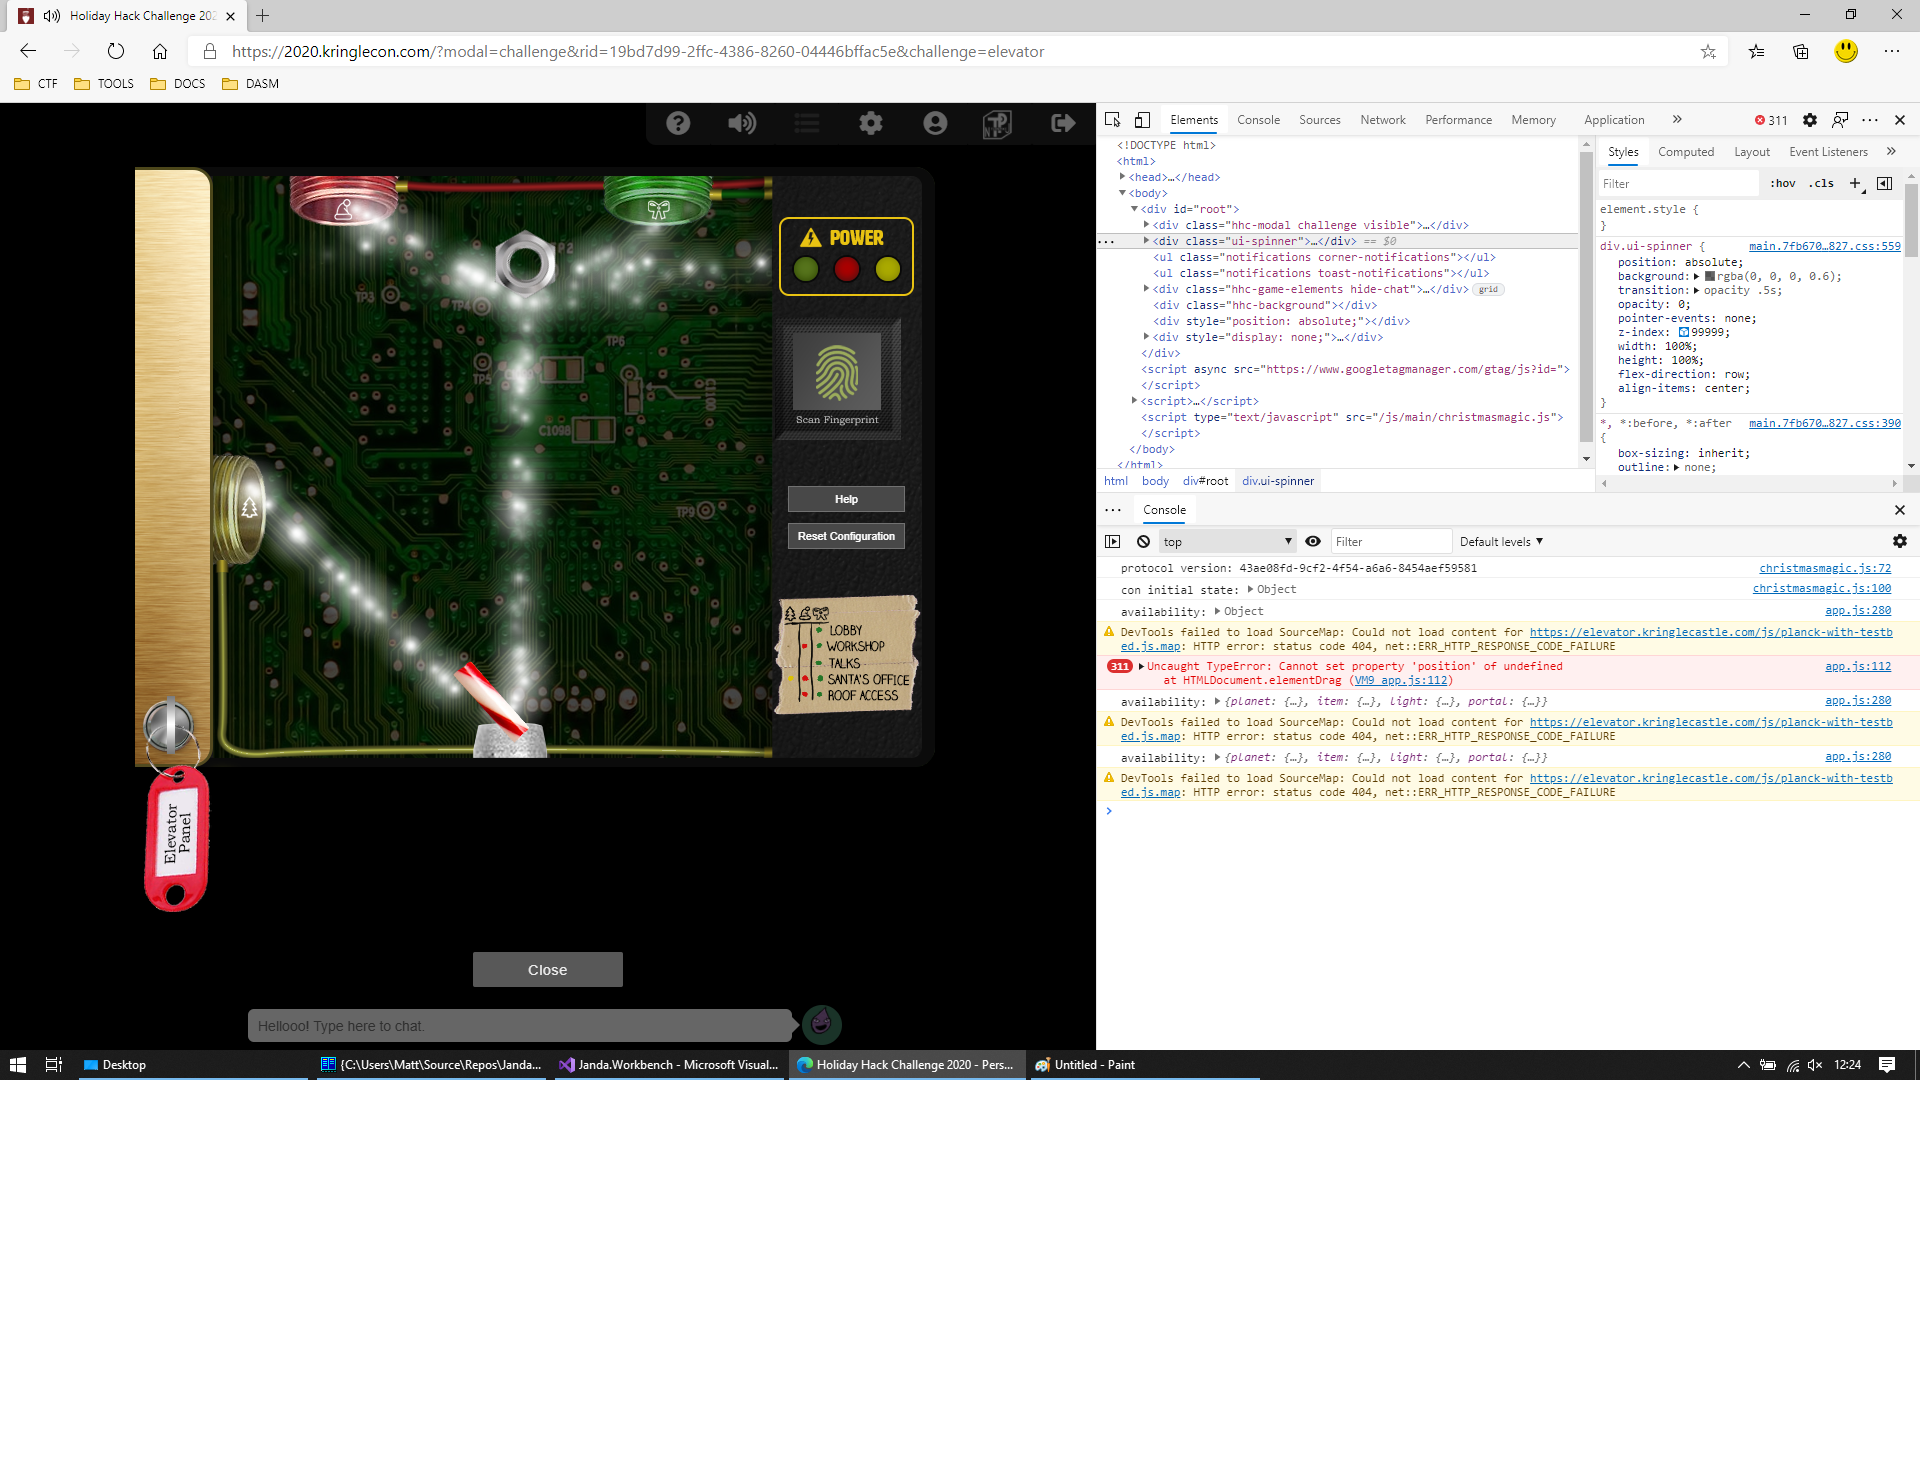 Holiday Hack Challenge 202
https://2020.kringlecon.com/?modal=challenge&rid=19bd7d99-2ffc-4386-8260-04446bffac5e&challenge=elevator
CTF TOOLS DOCS DASM
TP2
TP3
TP4
TP5
TP6
C1098
TP9
POWER
Scan Fingerprint
Help
Reset Configuration
LOBBY
WORKSHOP
TALKS
SANTA'S OFFICE
ROOF ACCESS
Elevator
Panel
Close
Hellooo! Type here to chat.
Elements Console Sources Network Performance Memory Application » 311
<!DOCTYPE html>
<html>
<head>…</head>
<body>
<div id="root">
<div class="hhc-modal challenge visible">…</div>
<div class="ui-spinner">…</div> == $0
<ul class="notifications corner-notifications"></ul>
<ul class="notifications toast-notifications"></ul>
<div class="hhc-game-elements hide-chat">…</div> grid
<div class="hhc-background"></div>
<div style="position: absolute;"></div>
<div style="display: none;">…</div>
</div>
<script async src="https://www.googletagmanager.com/gtag/js?id=">
</script>
<script>…</script>
<script type="text/javascript" src="/js/main/christmasmagic.js">
</script>
</body>
</html>
html body div#root div.ui-spinner
Styles Computed Layout Event Listeners »
Filter :hov .cls +
element.style {
}
div.ui-spinner { main.7fb670…827.css:559
position: absolute;
background: rgba(0, 0, 0, 0.6);
transition: opacity .5s;
opacity: 0;
pointer-events: none;
z-index: 99999;
width: 100%;
height: 100%;
flex-direction: row;
align-items: center;
}
*, *:before, *:after main.7fb670…827.css:390
{
box-sizing: inherit;
outline: none;
Console
top Filter Default levels
protocol version: 43ae08fd-9cf2-4f54-a6a6-8454aef59581 christmasmagic.js:72
con initial state: Object christmasmagic.js:100
availability: Object app.js:280
DevTools failed to load SourceMap: Could not load content for https://elevator.kringlecastle.com/js/planck-with-testb
ed.js.map: HTTP error: status code 404, net::ERR_HTTP_RESPONSE_CODE_FAILURE
311 Uncaught TypeError: Cannot set property 'position' of undefined app.js:112
at HTMLDocument.elementDrag (VM9 app.js:112)
availability: {planet: {…}, item: {…}, light: {…}, portal: {…}} app.js:280
DevTools failed to load SourceMap: Could not load content for https://elevator.kringlecastle.com/js/planck-with-testb
ed.js.map: HTTP error: status code 404, net::ERR_HTTP_RESPONSE_CODE_FAILURE
availability: {planet: {…}, item: {…}, light: {…}, portal: {…}} app.js:280
DevTools failed to load SourceMap: Could not load content for https://elevator.kringlecastle.com/js/planck-with-testb
ed.js.map: HTTP error: status code 404, net::ERR_HTTP_RESPONSE_CODE_FAILURE
Desktop {C:\Users\Matt\Source\Repos\Janda... Janda.Workbench - Microsoft Visual... Holiday Hack Challenge 2020 - Pers... Untitled - Paint 12:24